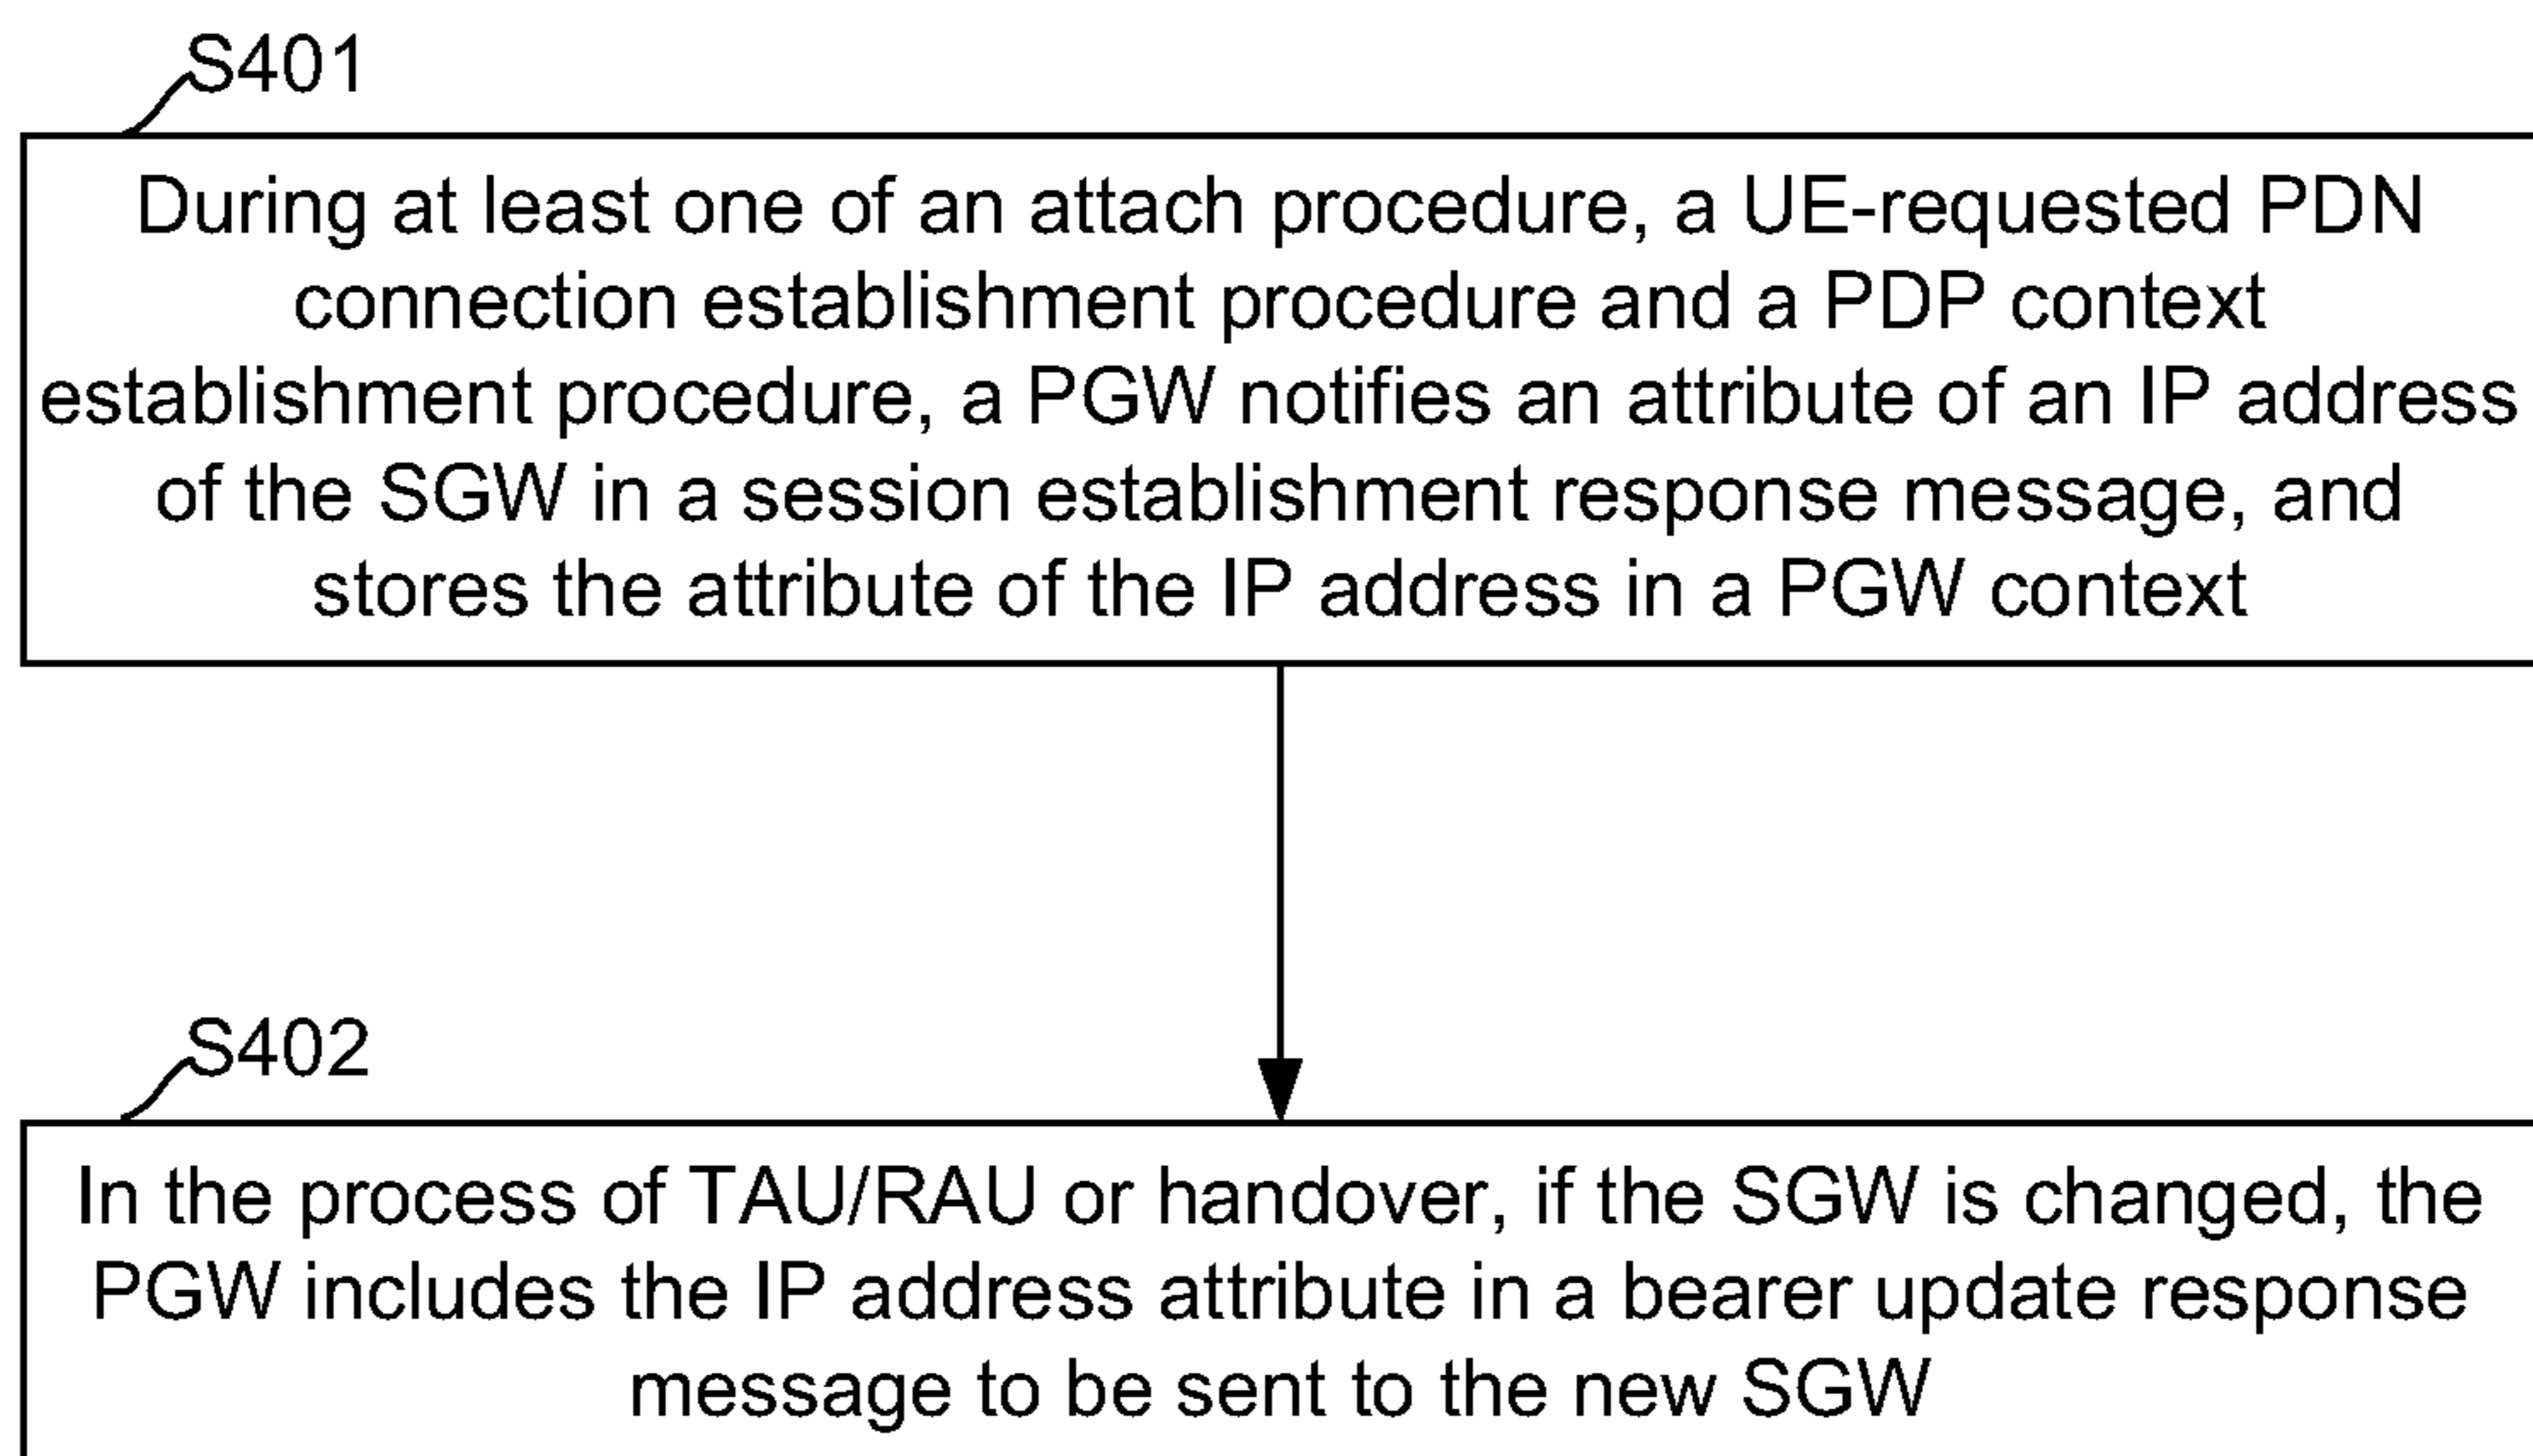 S401
During at least one of an attach procedure, a UE-requested PDN
connection establishment procedure and a PDP context
establishment procedure, a PGW notifies an attribute of an IP address
of the SGW in a session establishment response message, and
stores the attribute of the IP address in a PGW context
S402
In the process of TAU/RAU or handover, if the SGW is changed, the
PGW includes the IP address attribute in a bearer update response
message to be sent to the new SGW